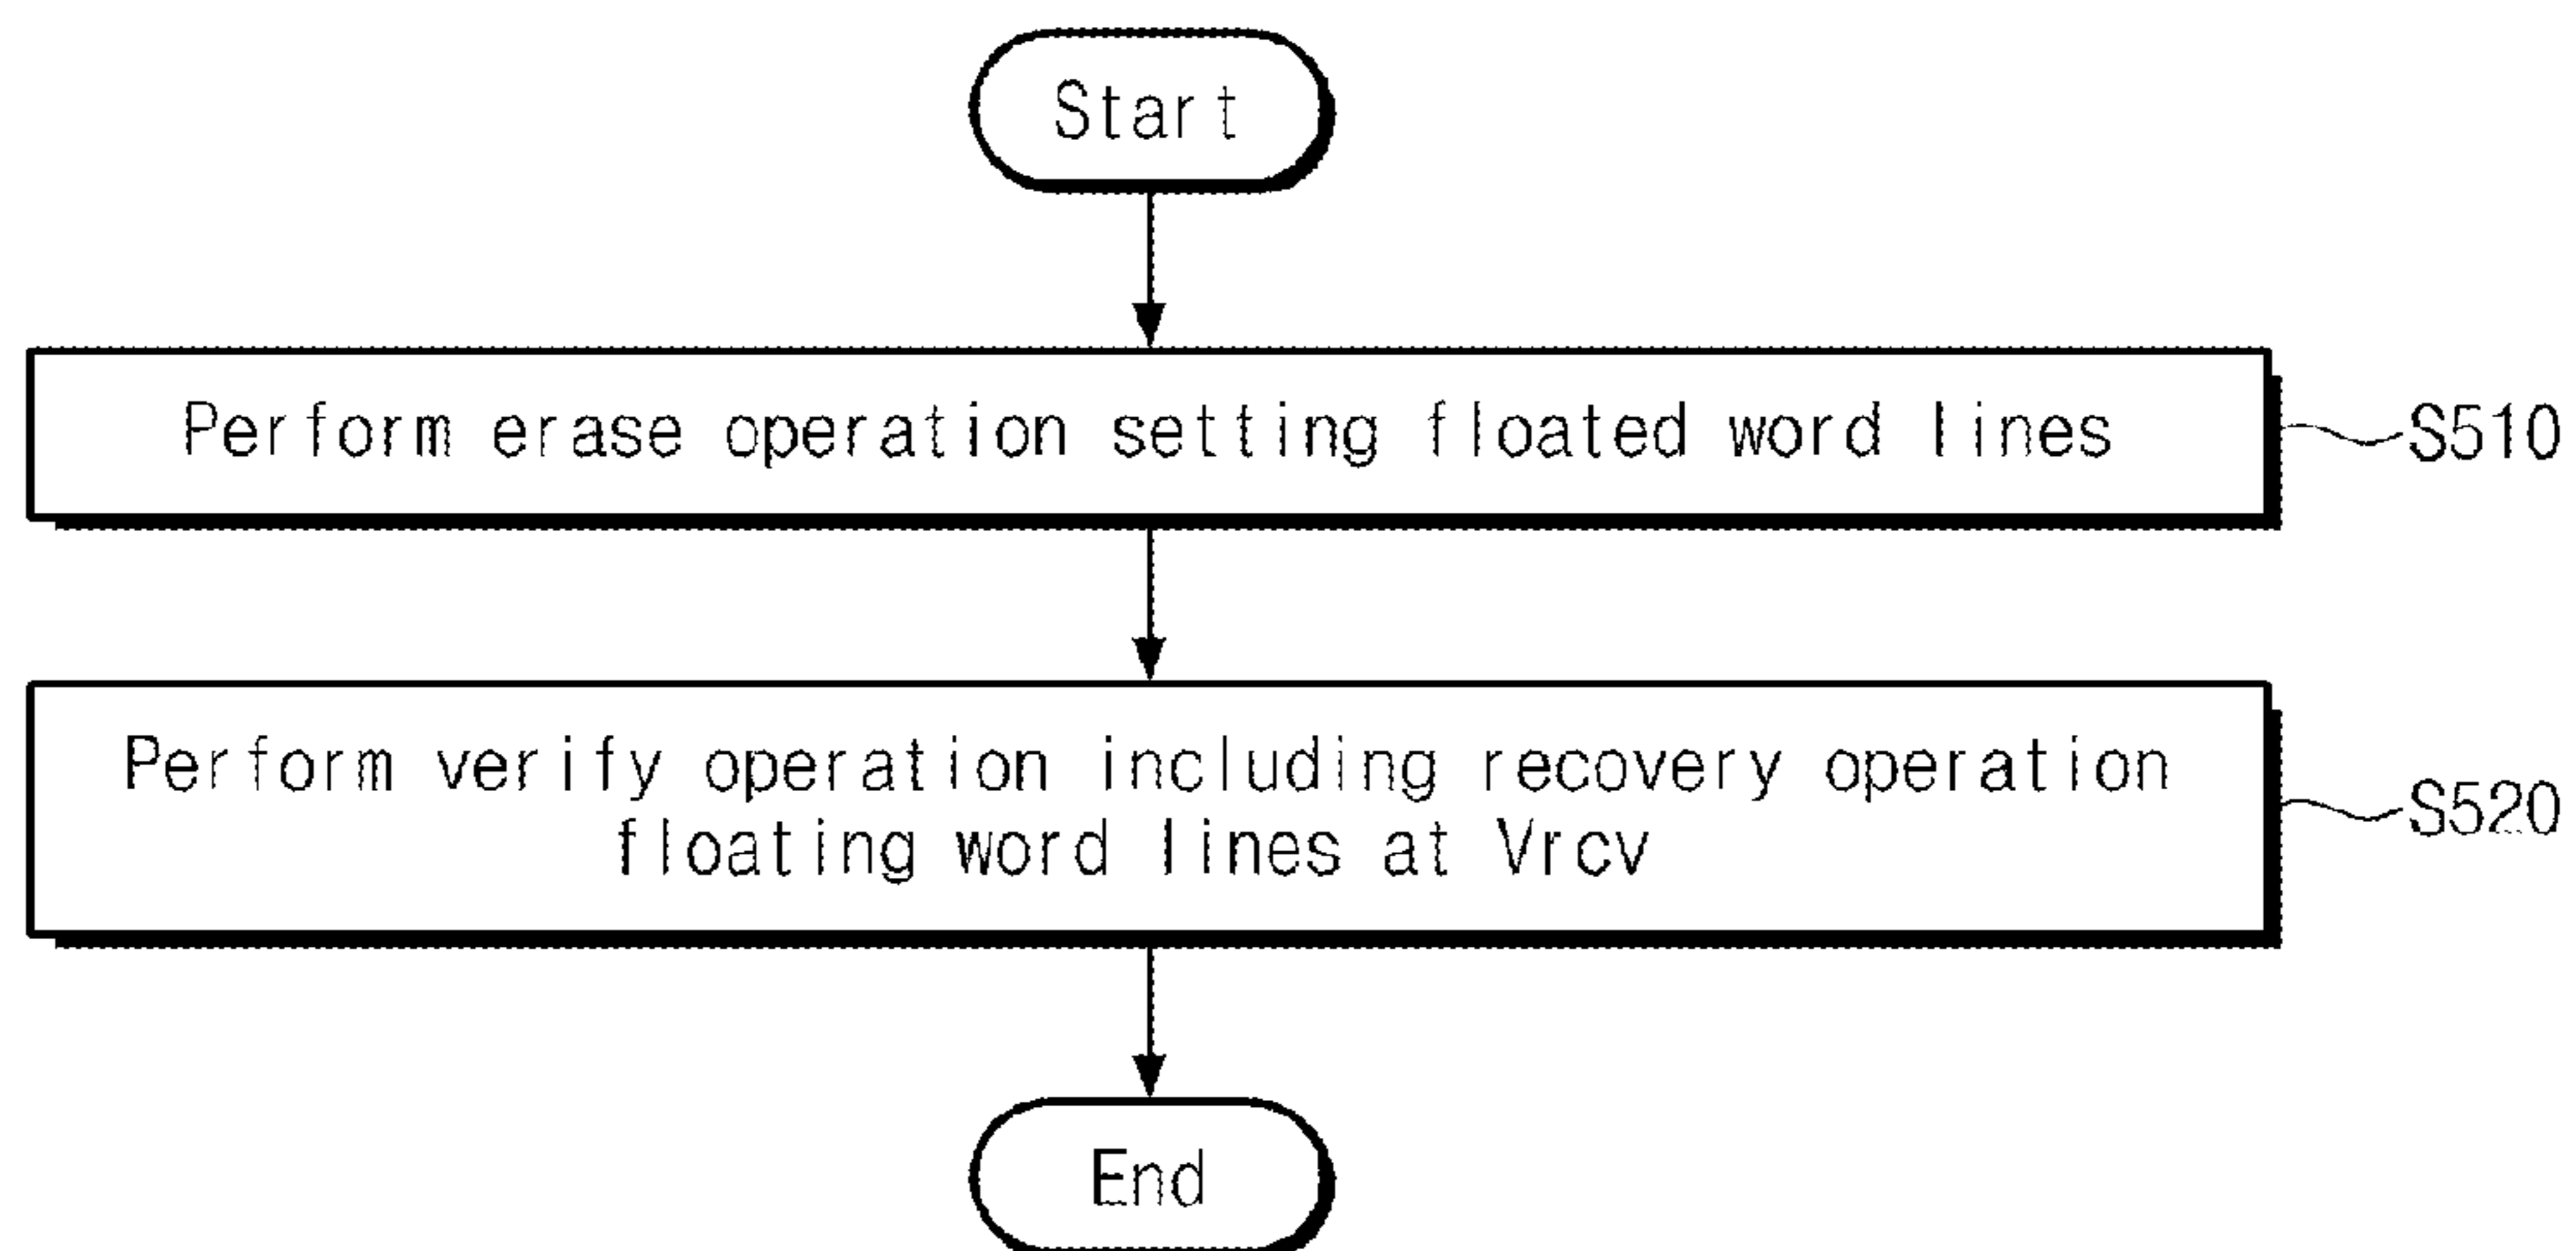 Start
Perform erase operation setting floated word lines
S510
Perform verify operation including recovery operation
floating word lines at Vrcv
S520
End